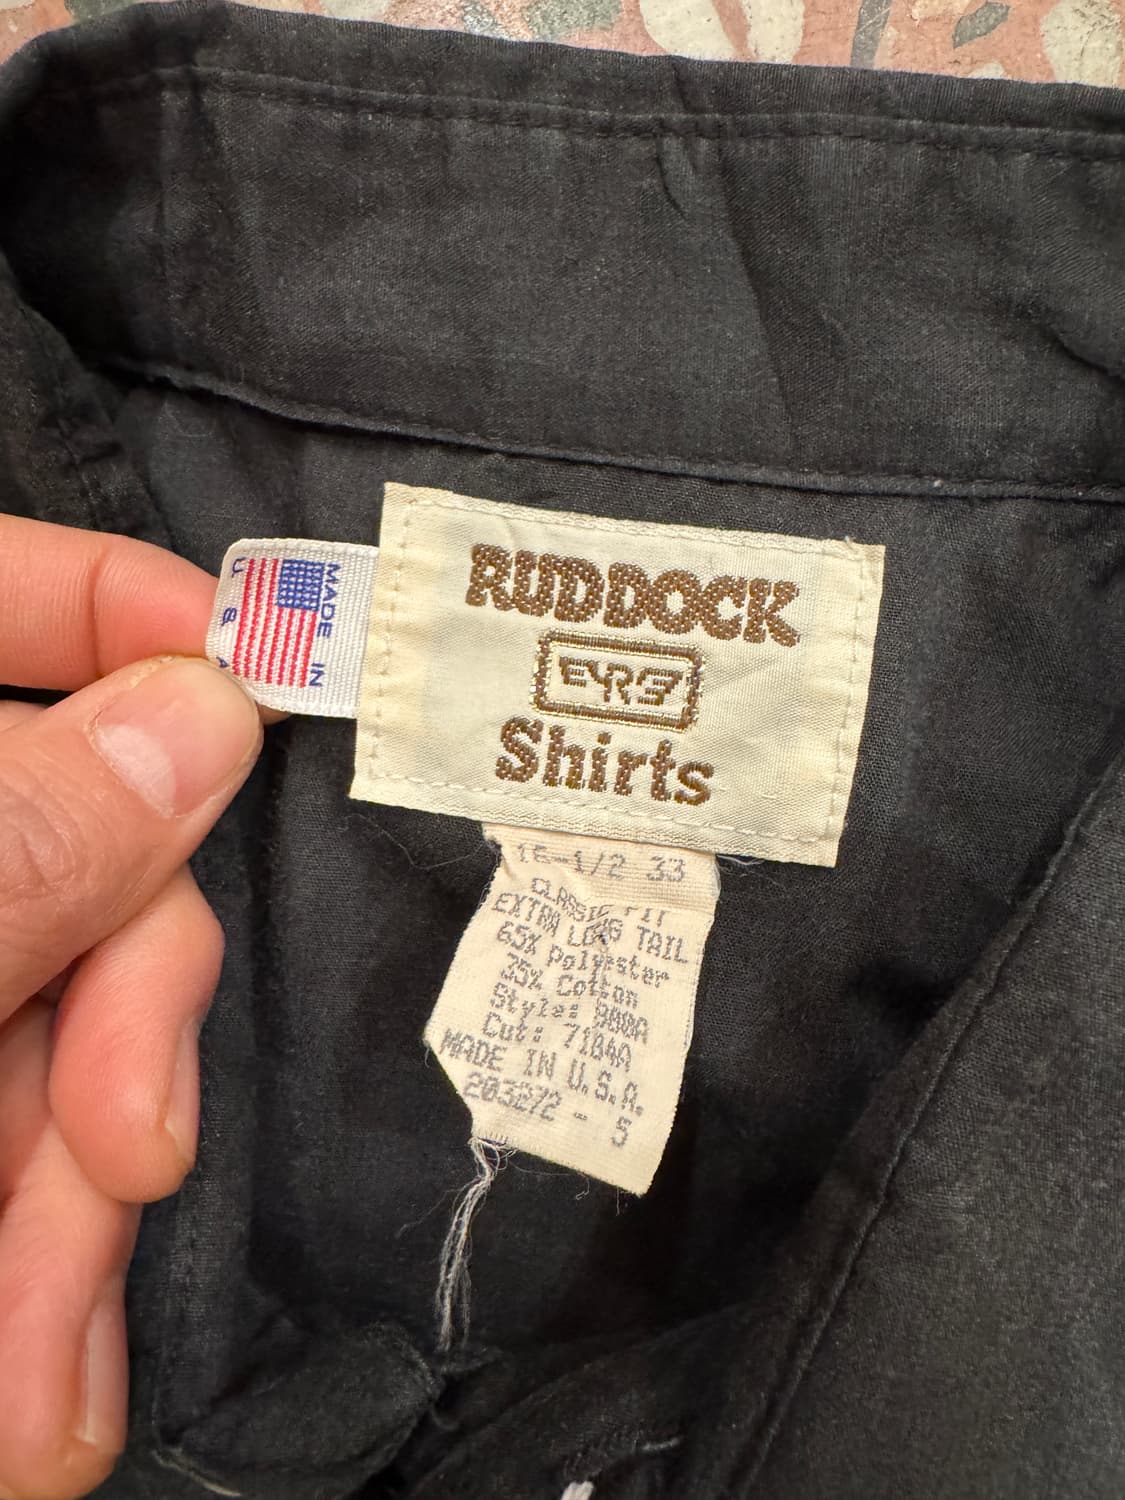 MADE IN
U S A
RUDDOCK
Shirts
16-1/2 33
CLASSIC FIT
EXTRA LONG TAIL
65% Polyester
35% Cotton
Style:
Cut: 7184A
MADE IN U.S.A.
203272 - 5